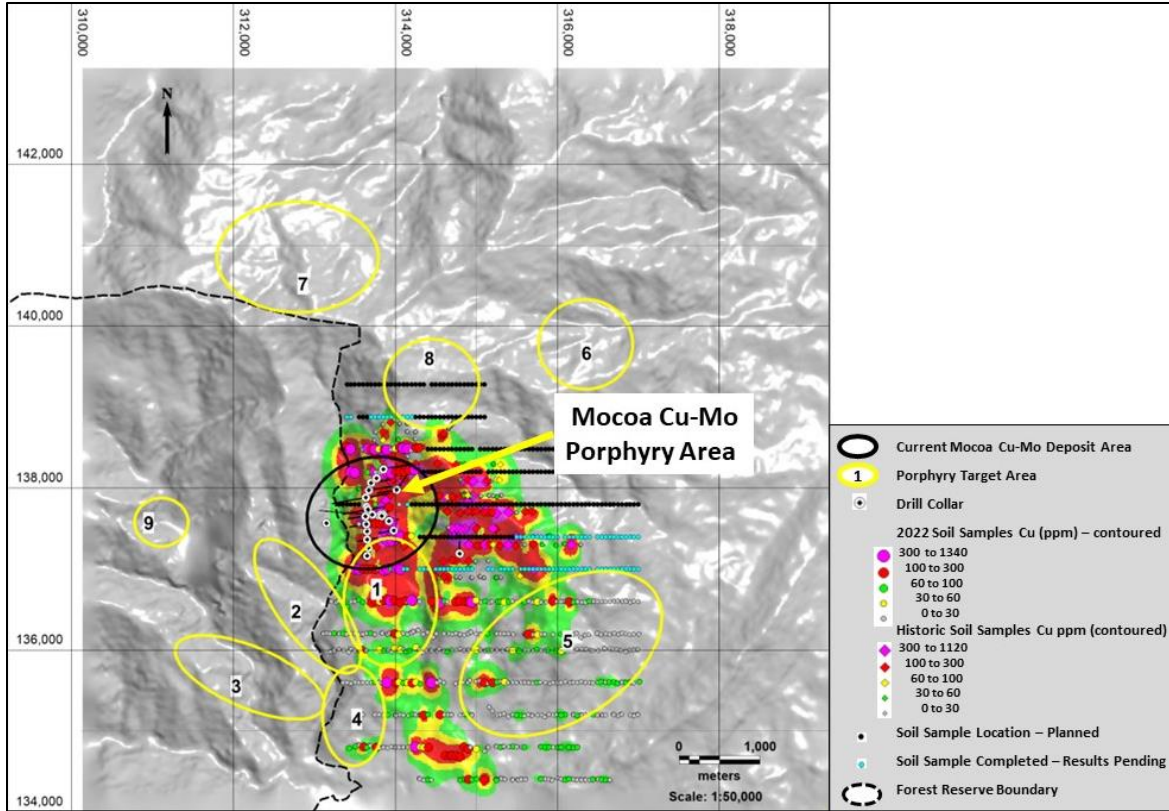 310,000
312,000
314,000
316,000
318,000
N
142,000
7
140,000
8
6
Mocoa Cu-Mo
Porphyry Area
138,000
9
1
2
136,000
5
3
4
134,000
0 1,000
meters
Scale: 1:50,000
Current Mocoa Cu-Mo Deposit Area
1 Porphyry Target Area
Drill Collar
2022 Soil Samples Cu (ppm) – contoured
300 to 1340
100 to 300
60 to 100
30 to 60
0 to 30
Historic Soil Samples Cu ppm (contoured)
300 to 1120
100 to 300
60 to 100
30 to 60
0 to 30
Soil Sample Location – Planned
Soil Sample Completed – Results Pending
Forest Reserve Boundary